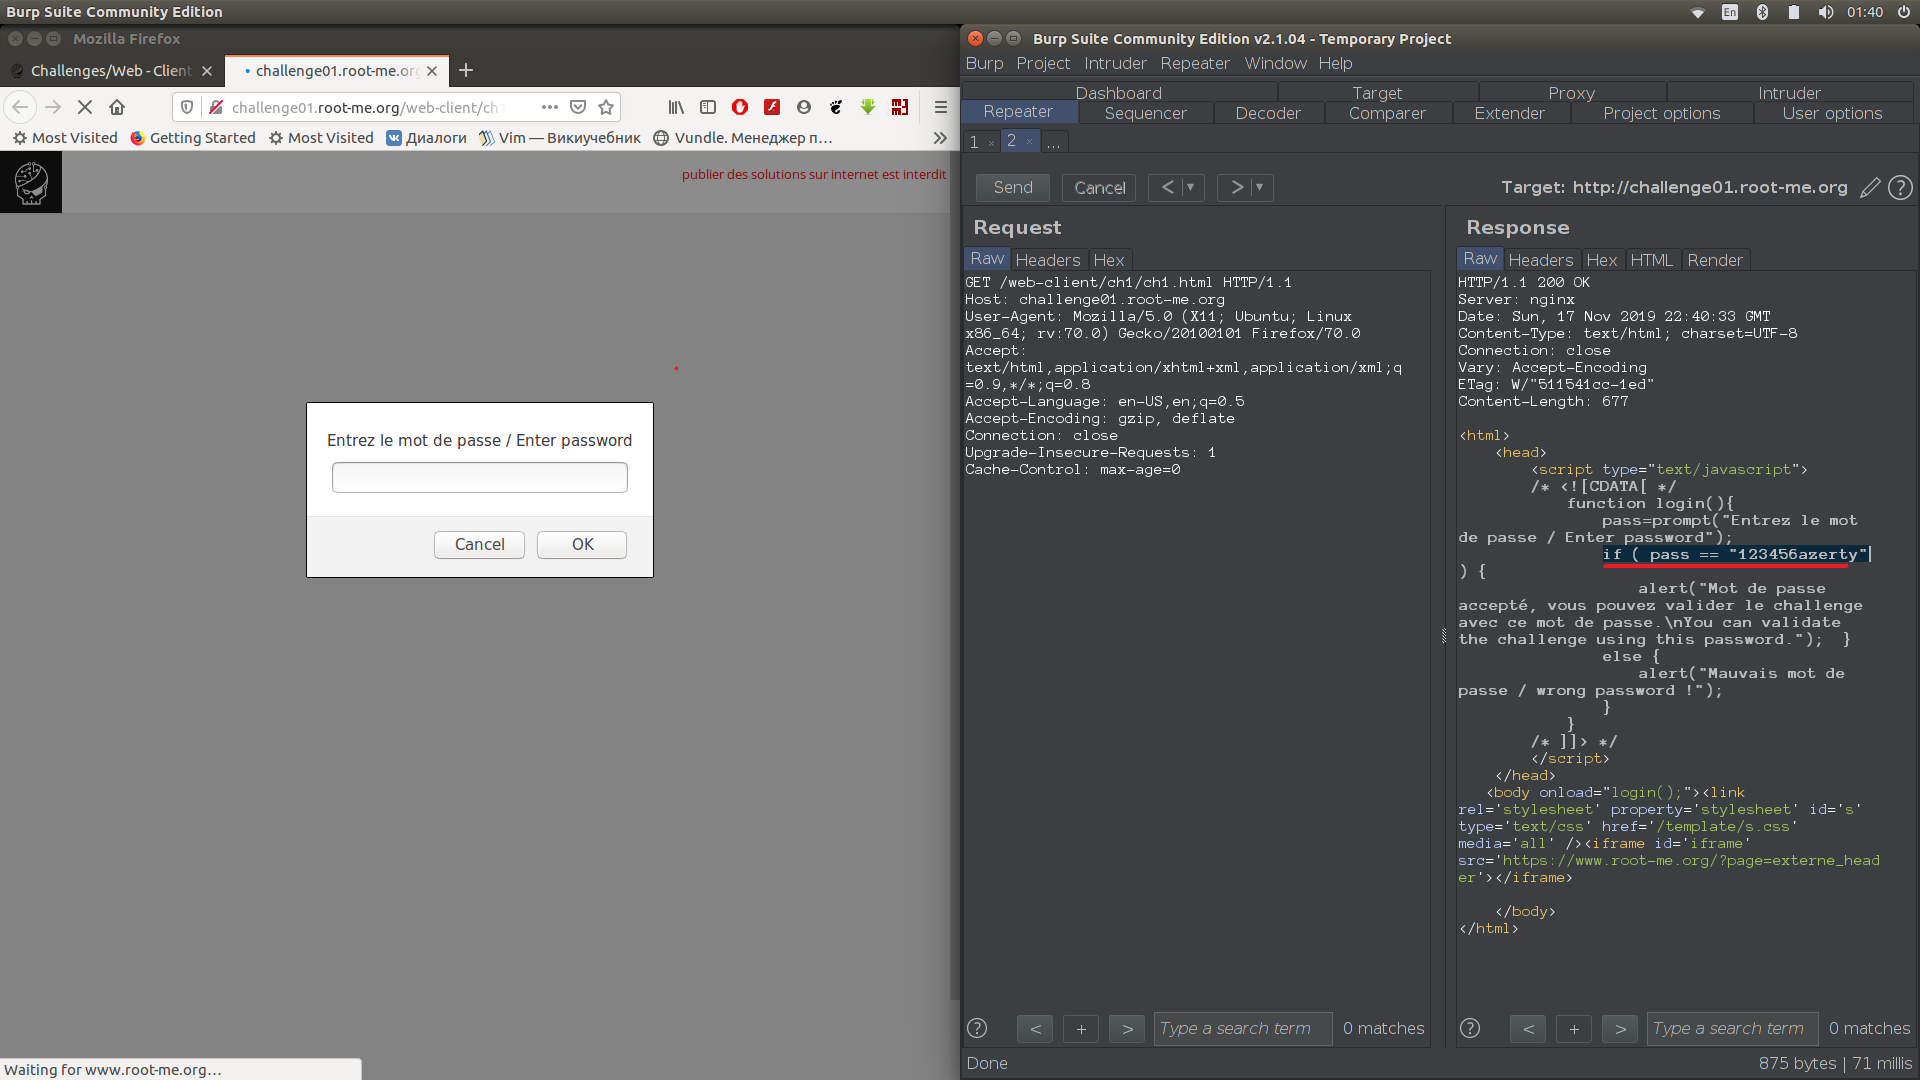 Burp Suite Community Edition
En
01:40
Mozilla Firefox
Challenges/Web - Client
challenge01.root-me.org
challenge01.root-me.org/web-client/ch1
Most Visited
Getting Started
Most Visited
Диалоги
Vim — Викиучебник
Vundle. Менеджер п…
publier des solutions sur internet est interdit
Entrez le mot de passe / Enter password
Cancel
OK
Waiting for www.root-me.org…
Burp Suite Community Edition v2.1.04 - Temporary Project
Burp Project Intruder Repeater Window Help
Dashboard Target Proxy Intruder
Repeater Sequencer Decoder Comparer Extender Project options User options
1 × 2 × ...
Send Cancel < > 
Target: http://challenge01.root-me.org
Request
Raw Headers Hex
GET /web-client/ch1/ch1.html HTTP/1.1
Host: challenge01.root-me.org
User-Agent: Mozilla/5.0 (X11; Ubuntu; Linux
x86_64; rv:70.0) Gecko/20100101 Firefox/70.0
Accept:
text/html,application/xhtml+xml,application/xml;q
=0.9,*/*;q=0.8
Accept-Language: en-US,en;q=0.5
Accept-Encoding: gzip, deflate
Connection: close
Upgrade-Insecure-Requests: 1
Cache-Control: max-age=0
? < + > Type a search term 0 matches
Response
Raw Headers Hex HTML Render
HTTP/1.1 200 OK
Server: nginx
Date: Sun, 17 Nov 2019 22:40:33 GMT
Content-Type: text/html; charset=UTF-8
Connection: close
Vary: Accept-Encoding
ETag: W/"511541cc-1ed"
Content-Length: 677
<html>
<head>
<script type="text/javascript">
/* <![CDATA[ */
function login(){
pass=prompt("Entrez le mot
de passe / Enter password");
if ( pass == "123456azerty"
) {
alert("Mot de passe
accepté, vous pouvez valider le challenge
avec ce mot de passe.\nYou can validate
the challenge using this password."); }
else {
alert("Mauvais mot de
passe / wrong password !");
}
}
/* ]]> */
</script>
</head>
<body onload="login();"><link
rel='stylesheet' property='stylesheet' id='s'
type='text/css' href='/template/s.css'
media='all' /><iframe id='iframe'
src='https://www.root-me.org/?page=externe_head
er'></iframe>
</body>
</html>
? < + > Type a search term 0 matches
Done
875 bytes | 71 millis